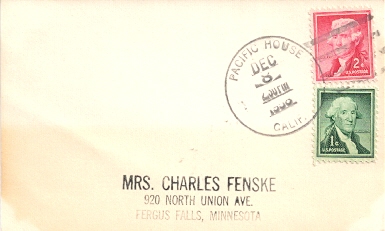 PACIFIC HOUSE
DEC
8
CALIF.
2¢
U.S. POSTAGE
1¢
U.S. POSTAGE
MRS. CHARLES FENSKE
920 NORTH UNION AVE.
FERGUS FALLS, MINNESOTA